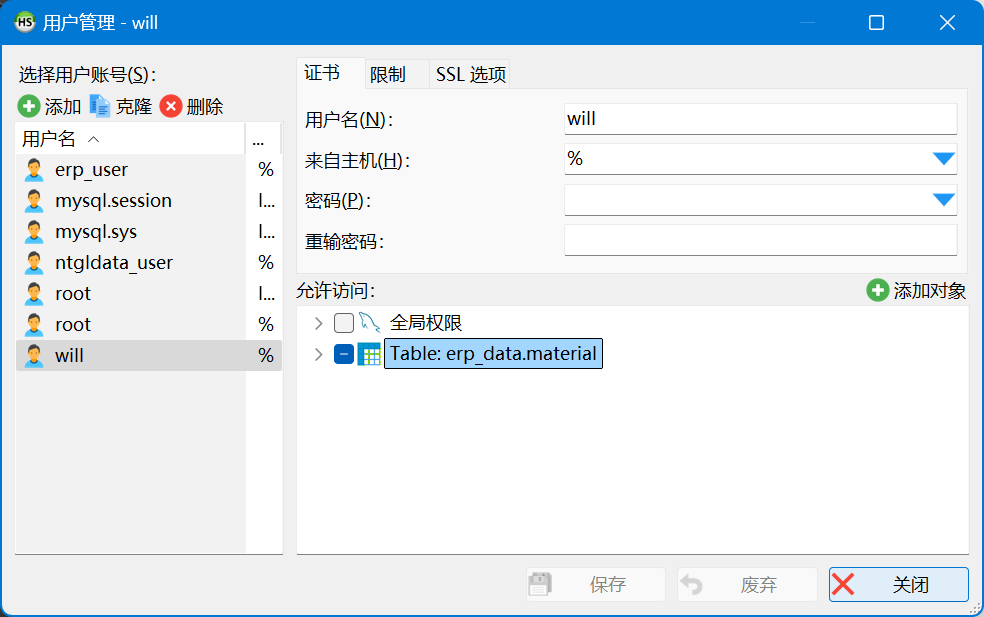 HS 用户管理 - will
选择用户账号(S):
添加 克隆 删除
用户名 ...
erp_user %
mysql.session l...
mysql.sys l...
ntgldata_user %
root l...
root %
will %
证书 限制 SSL 选项
用户名(N): will
来自主机(H): %
密码(P):
重输密码:
允许访问: 添加对象
全局权限
Table: erp_data.material
保存 废弃 关闭